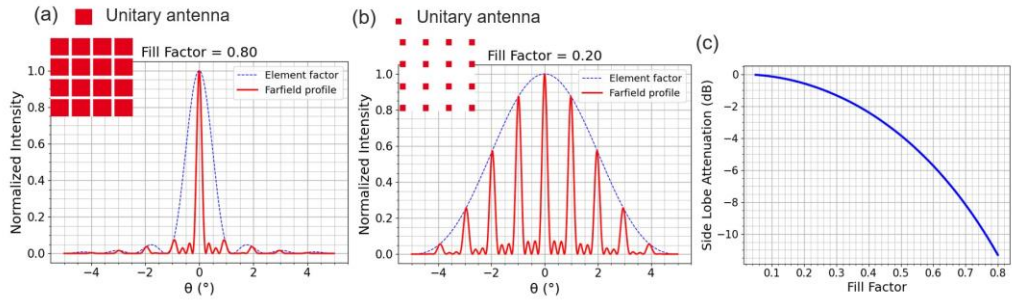 (a)
Unitary antenna
Fill Factor = 0.80
Element factor
Farfield profile
Normalized Intensity
1.0
0.8
0.6
0.4
0.2
0.0
−4
−2
0
2
4
θ (°)
(b)
Unitary antenna
Fill Factor = 0.20
Element factor
Farfield profile
Normalized Intensity
1.0
0.8
0.6
0.4
0.2
0.0
−4
−2
0
2
4
θ (°)
(c)
Side Lobe Attenuation (dB)
0
−2
−4
−6
−8
−10
0.1
0.2
0.3
0.4
0.5
0.6
0.7
0.8
Fill Factor